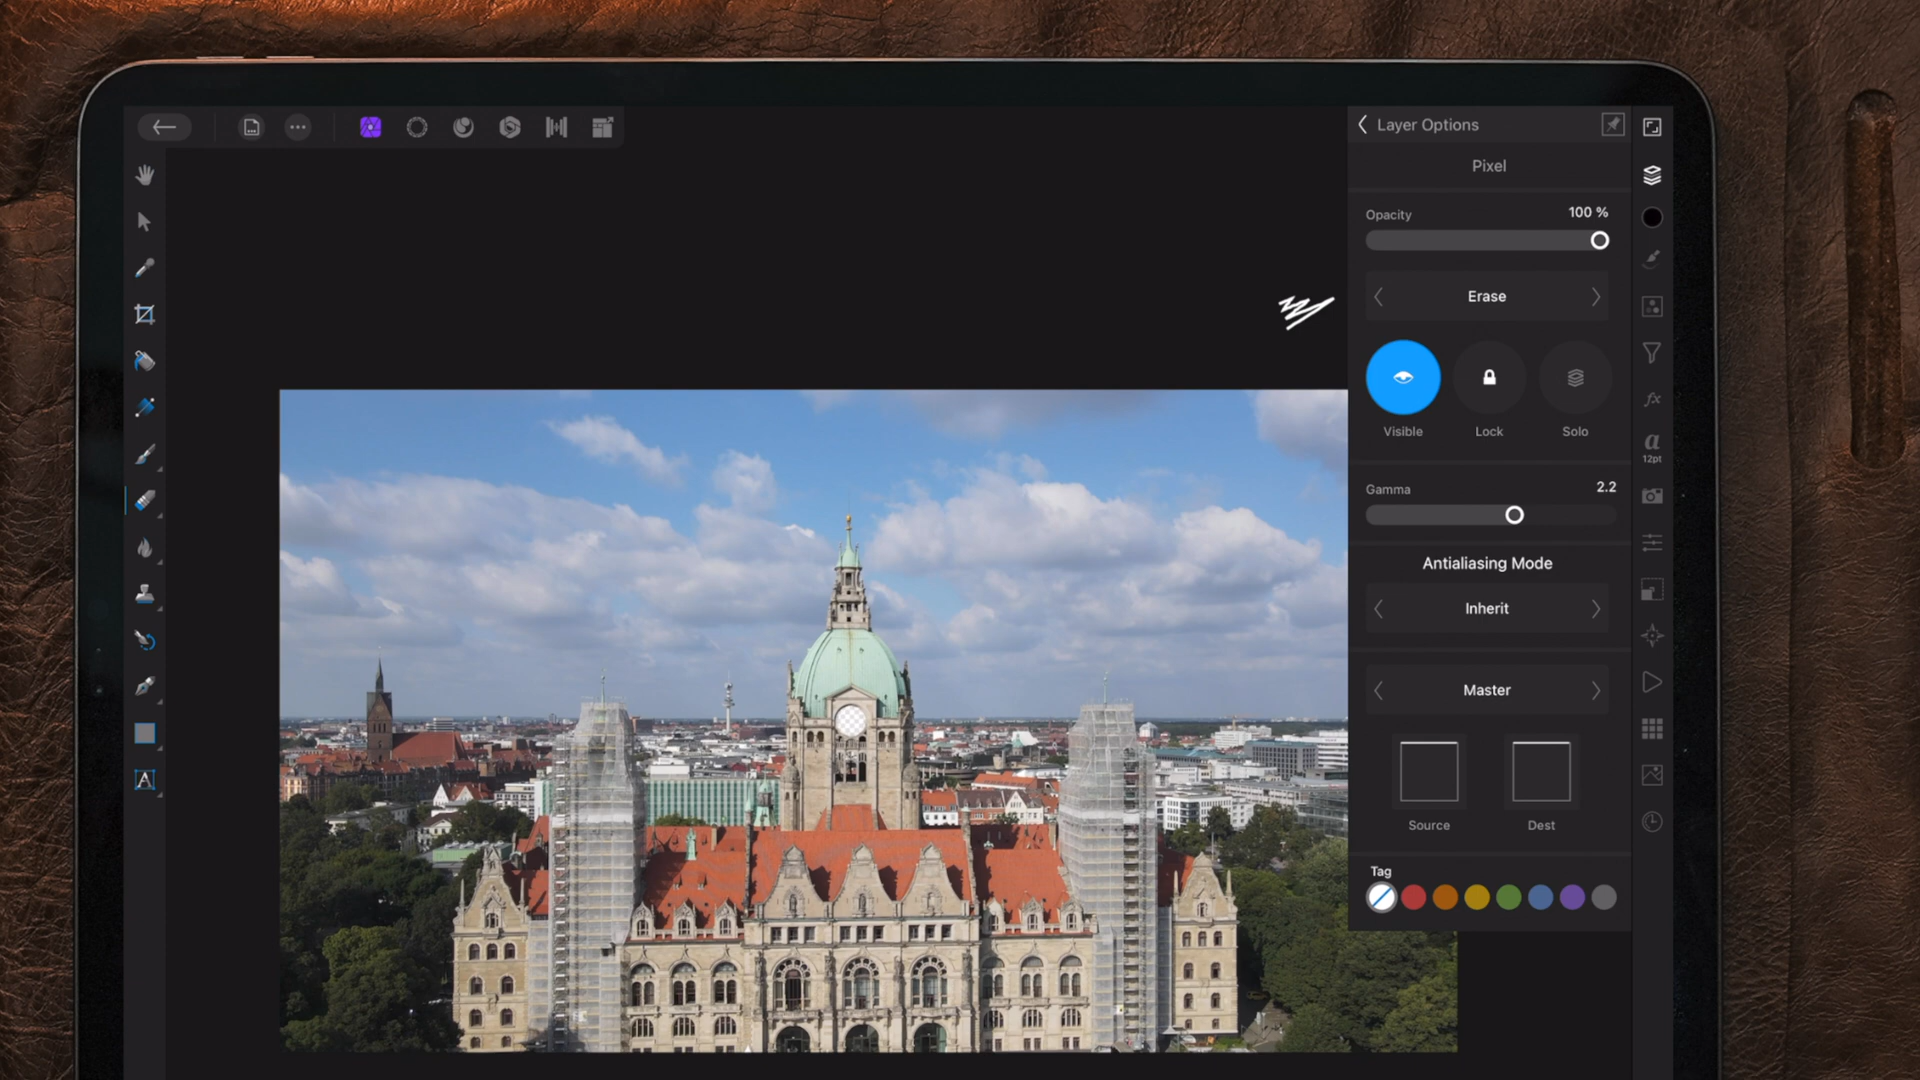 Layer Options
Pixel
Opacity
100 %
Erase
Visible
Lock
Solo
fx
a
12pt
Gamma
2.2
Antialiasing Mode
Inherit
Master
Source
Dest
A
Tag